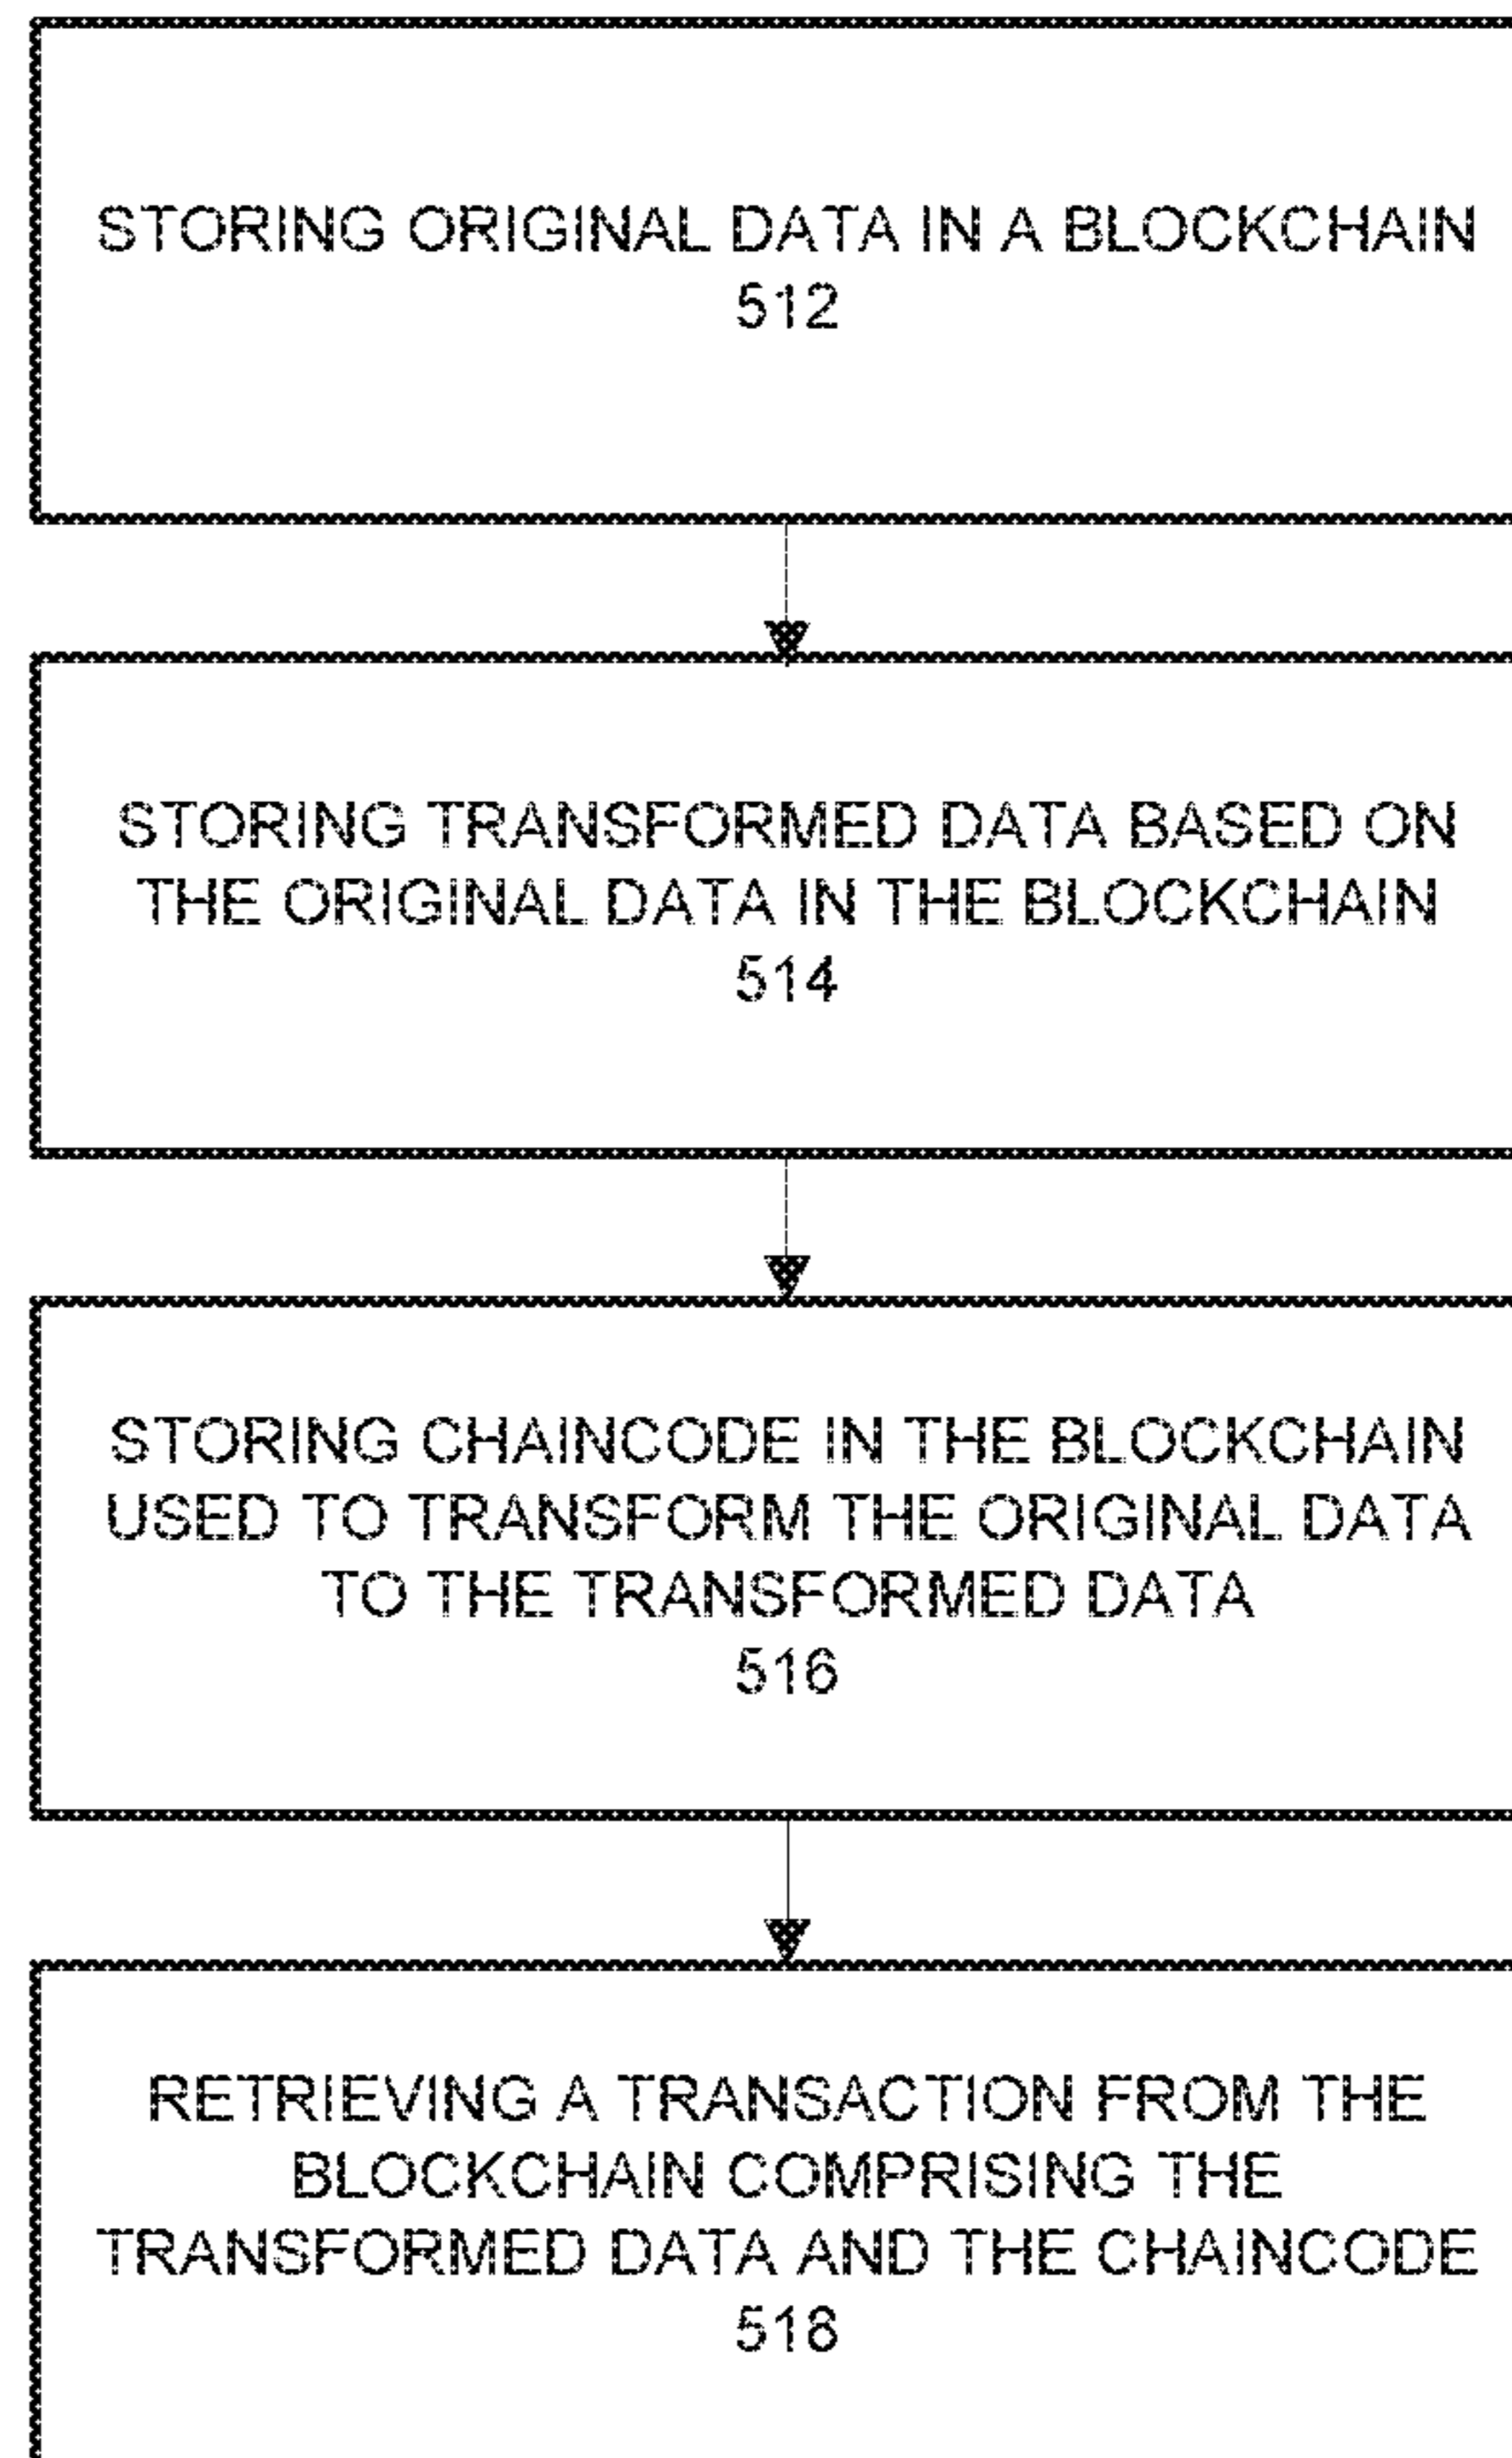 STORING ORIGINAL DATA IN A BLOCKCHAIN
512
STORING TRANSFORMED DATA BASED ON
THE ORIGINAL DATA IN THE BLOCKCHAIN
514
STORING CHAINCODE IN THE BLOCKCHAIN
USED TO TRANSFORM THE ORIGINAL DATA
TO THE TRANSFORMED DATA
516
RETRIEVING A TRANSACTION FROM THE
BLOCKCHAIN COMPRISING THE
TRANSFORMED DATA AND THE CHAINCODE
518